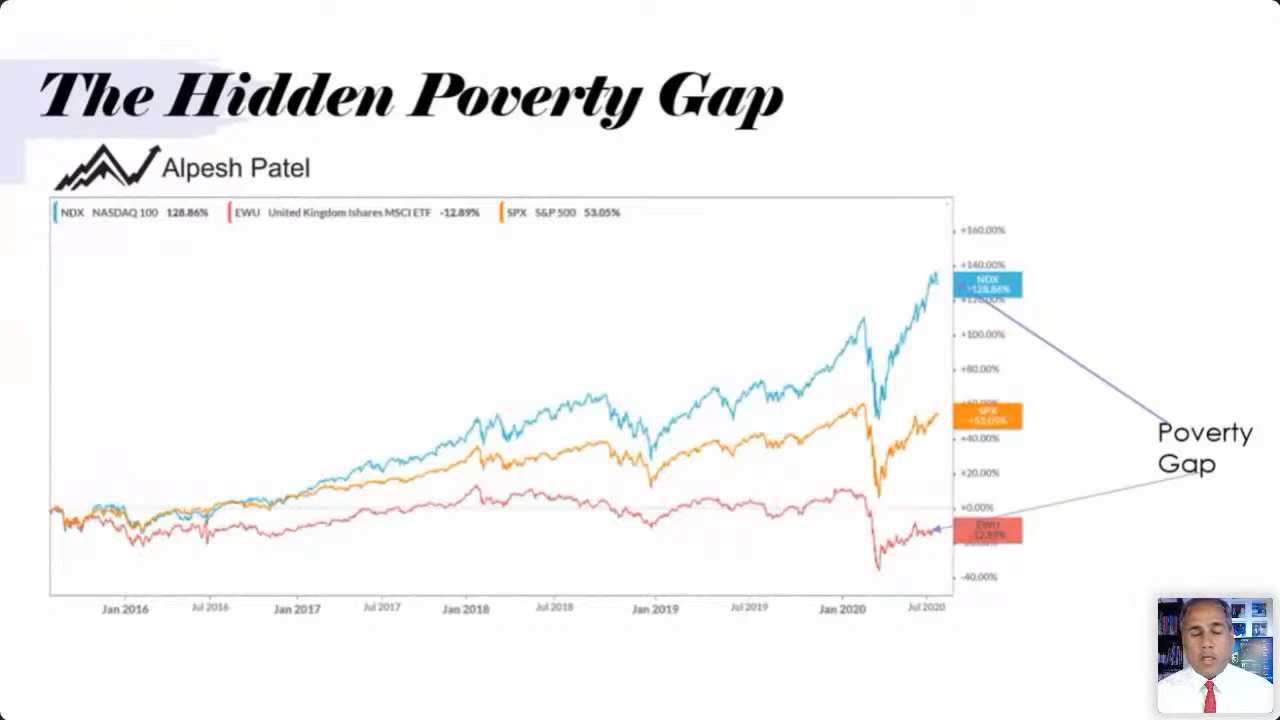 The Hidden Poverty Gap
Alpesh Patel
NDX NASDAQ 100 128.86% EWU United Kingdom Ishares MSCI ETF -12.89% SPX S&P 500 53.05%
+160.00%
+140.00%
NDX
+128.86%
+120.00%
+100.00%
+80.00%
SPX
+53.05%
+40.00%
+20.00%
+0.00%
EWU
-12.89%
-40.00%
Poverty
Gap
Jan 2016 Jul 2016 Jan 2017 Jul 2017 Jan 2018 Jul 2018 Jan 2019 Jul 2019 Jan 2020 Jul 2020